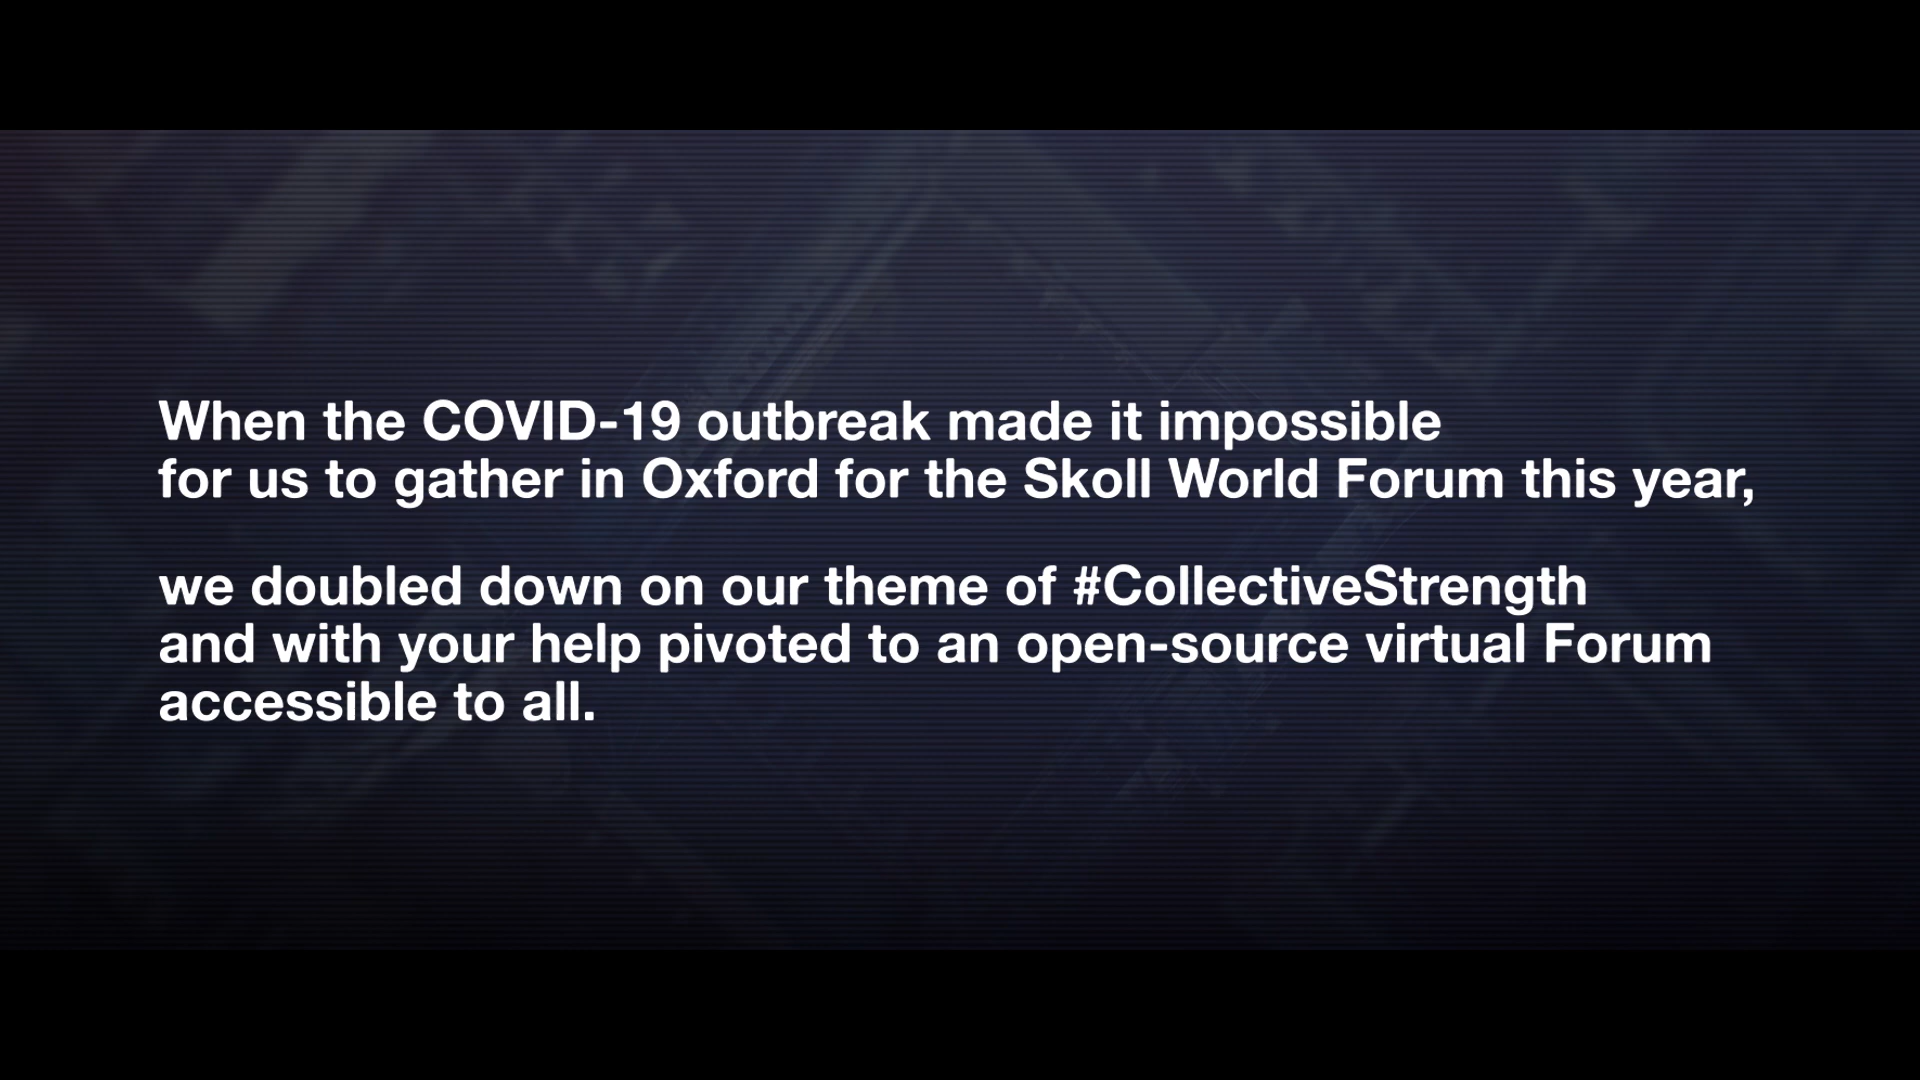 When the COVID-19 outbreak made it impossible
for us to gather in Oxford for the Skoll World Forum this year,
we doubled down on our theme of #CollectiveStrength
and with your help pivoted to an open-source virtual Forum
accessible to all.